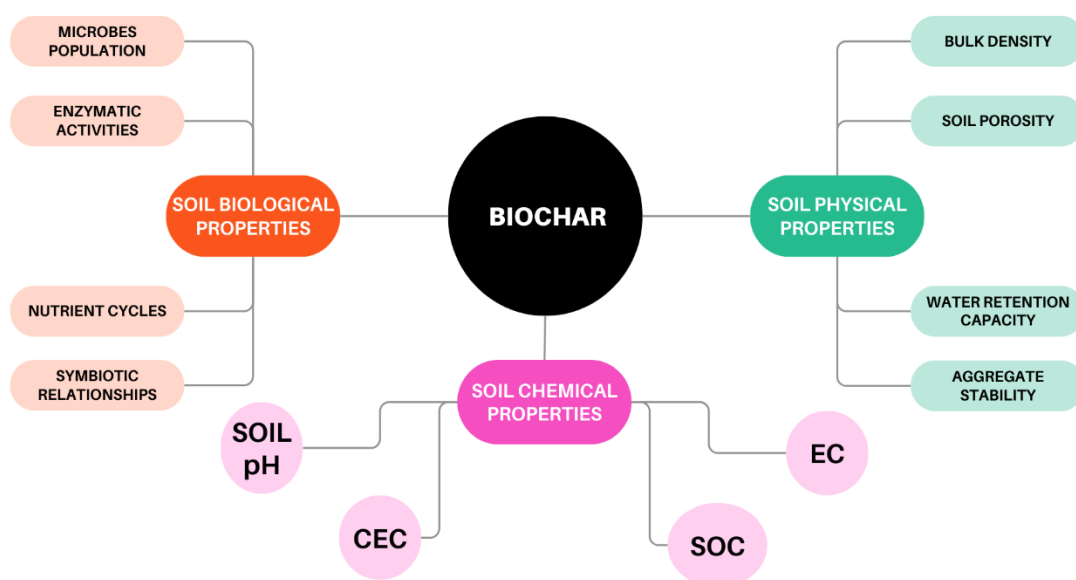 MICROBES
POPULATION
ENZYMATIC
ACTIVITIES
SOIL BIOLOGICAL
PROPERTIES
NUTRIENT CYCLES
SYMBIOTIC
RELATIONSHIPS
BIOCHAR
BULK DENSITY
SOIL POROSITY
SOIL PHYSICAL
PROPERTIES
WATER RETENTION
CAPACITY
AGGREGATE
STABILITY
SOIL CHEMICAL
PROPERTIES
SOIL
pH
CEC
SOC
EC